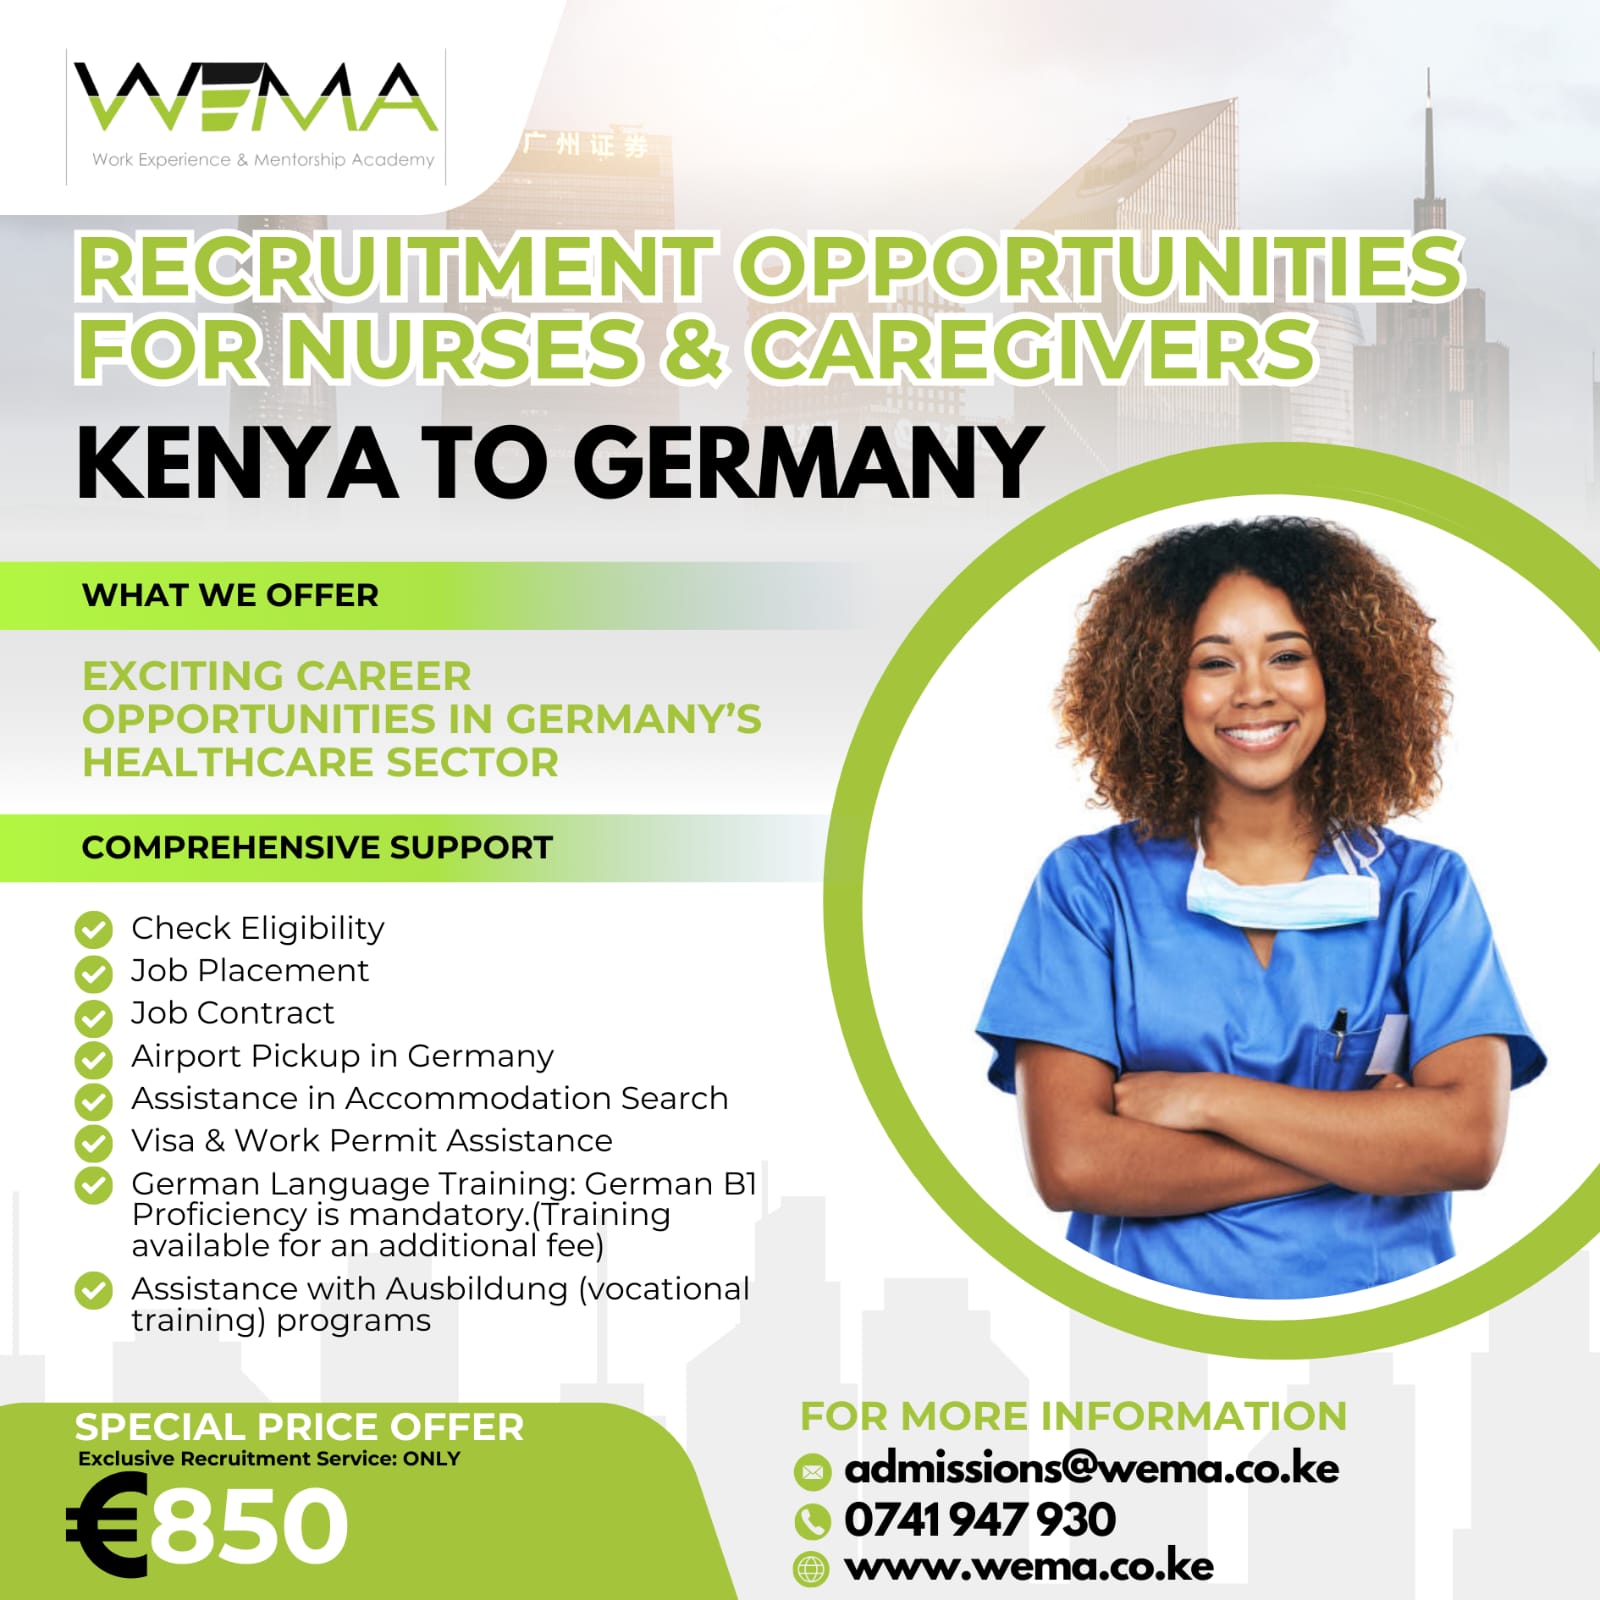 WEMA
Work Experience & Mentorship Academy
广州证券
RECRUITMENT OPPORTUNITIES
FOR NURSES & CAREGIVERS
KENYA TO GERMANY
WHAT WE OFFER
EXCITING CAREER
OPPORTUNITIES IN GERMANY’S
HEALTHCARE SECTOR
COMPREHENSIVE SUPPORT
Check Eligibility
Job Placement
Job Contract
Airport Pickup in Germany
Assistance in Accommodation Search
Visa & Work Permit Assistance
German Language Training: German B1
Proficiency is mandatory.(Training
available for an additional fee)
Assistance with Ausbildung (vocational
training) programs
SPECIAL PRICE OFFER
Exclusive Recruitment Service: ONLY
€850
FOR MORE INFORMATION
admissions@wema.co.ke
0741 947 930
www.wema.co.ke